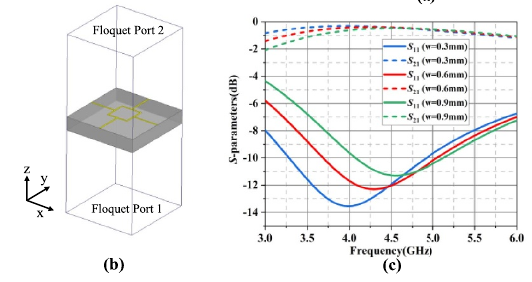 Floquet Port 2
z
y
x
Floquet Port 1
(b)
S-parameters(dB)
0
-2
-4
-6
-8
-10
-12
-14
S11 (w=0.3mm)
S21 (w=0.3mm)
S11 (w=0.6mm)
S21 (w=0.6mm)
S11 (w=0.9mm)
S21 (w=0.9mm)
3.0 3.5 4.0 4.5 5.0 5.5 6.0
Frequency(GHz)
(c)